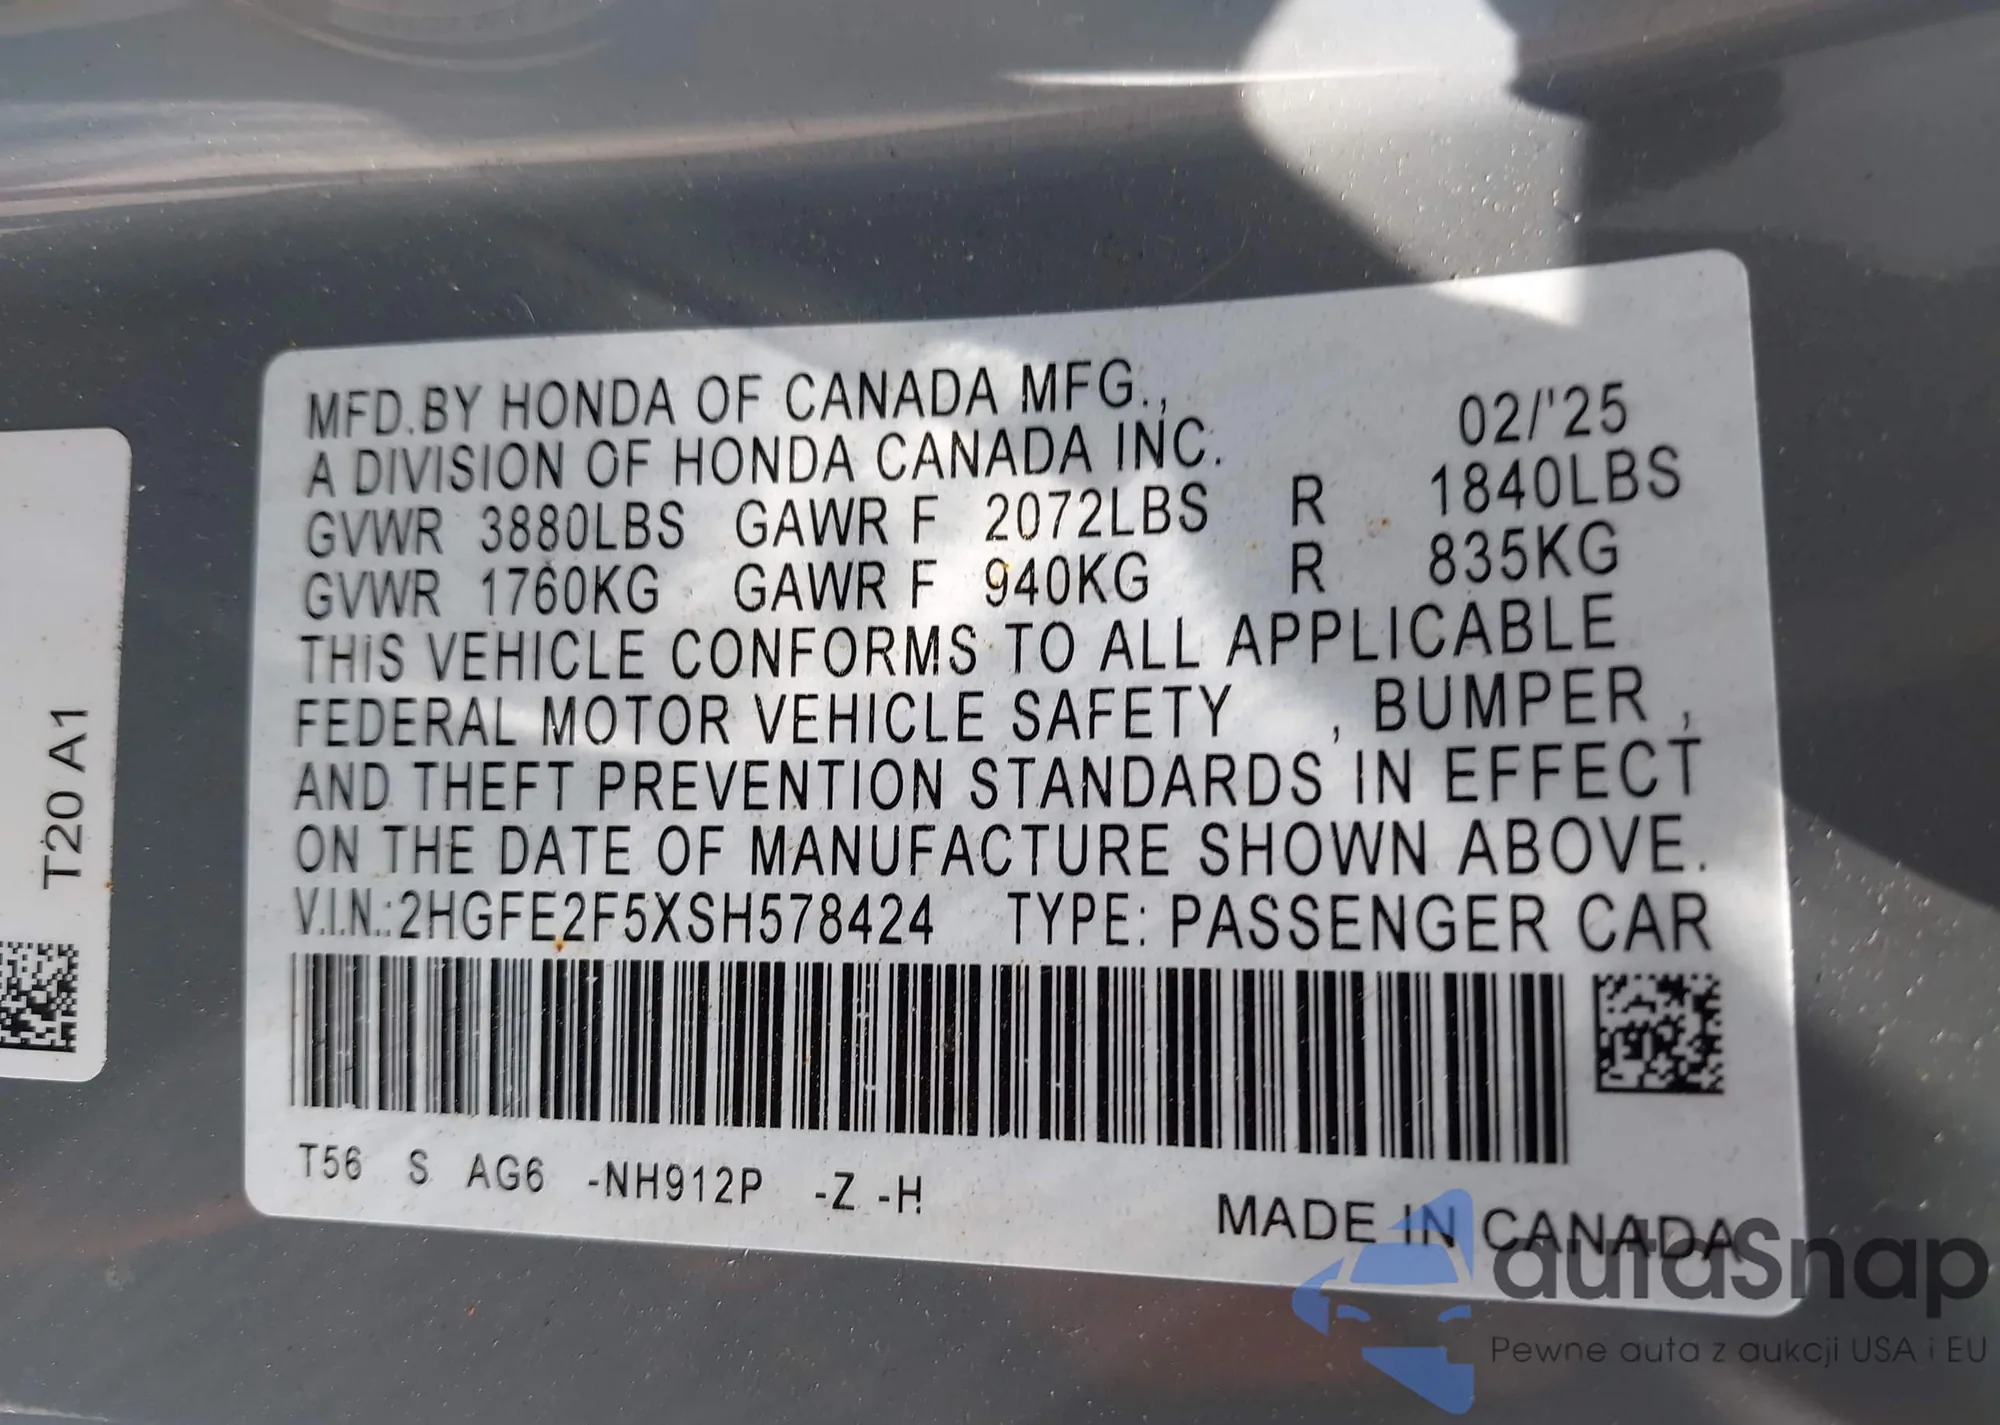 MFD.BY HONDA OF CANADA MFG.,
A DIVISION OF HONDA CANADA INC. 02/'25
GVWR 3880LBS GAWR F 2072LBS R 1840LBS
GVWR 1760KG GAWR F 940KG R 835KG
THIS VEHICLE CONFORMS TO ALL APPLICABLE
FEDERAL MOTOR VEHICLE SAFETY , BUMPER ,
AND THEFT PREVENTION STANDARDS IN EFFECT
ON THE DATE OF MANUFACTURE SHOWN ABOVE.
V.I.N.:2HGFE2F5XSH578424 TYPE: PASSENGER CAR
T56 S AG6 -NH912P -Z -H
MADE IN CANADA
T20 A1
autaSnap
Pewne auta z aukcji USA i EU